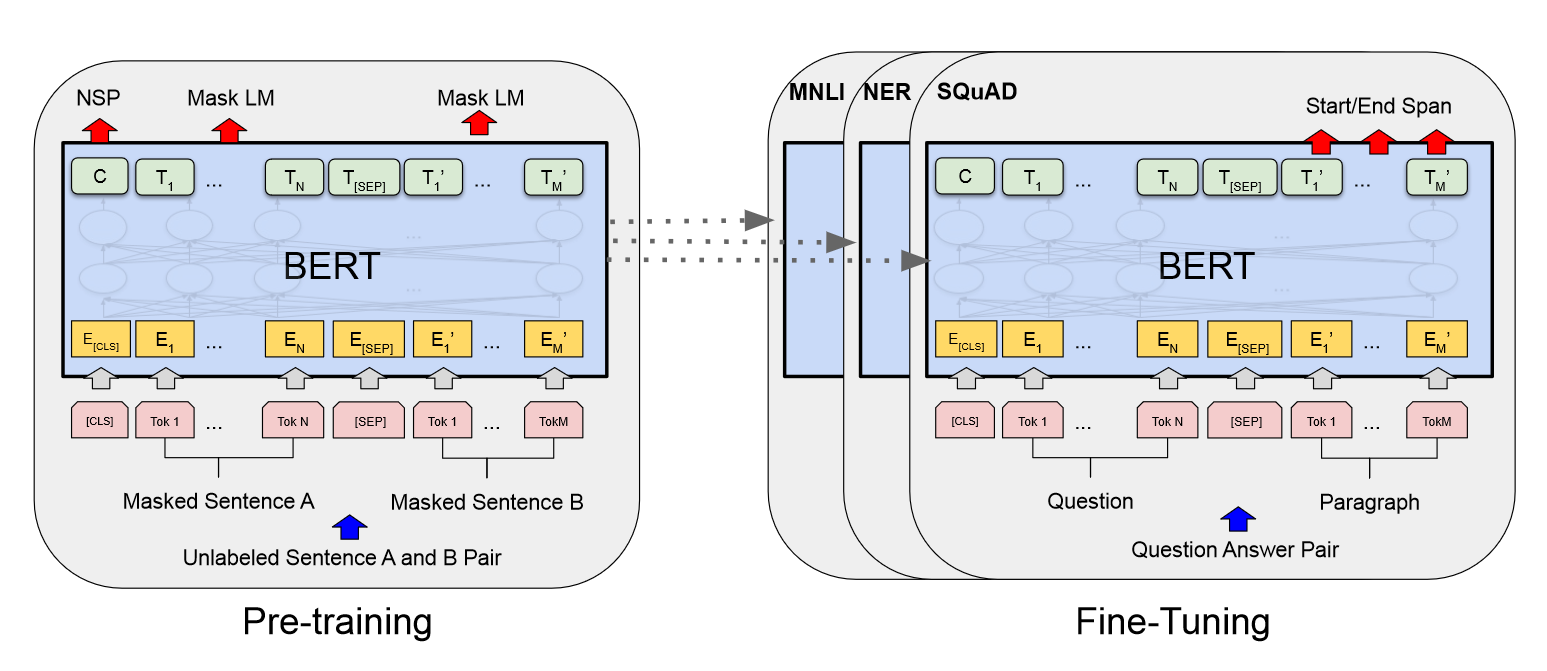 NSP Mask LM Mask LM
C T1 ... TN T[SEP] T1’ ... TM’
...
BERT
...
E[CLS] E1 ... EN E[SEP] E1’ ... EM’
[CLS] Tok 1 ... Tok N [SEP] Tok 1 ... TokM
Masked Sentence A Masked Sentence B
Unlabeled Sentence A and B Pair
Pre-training
MNLI NER SQuAD
Start/End Span
C T1 ... TN T[SEP] T1’ ... TM’
...
BERT
...
E[CLS] E1 ... EN E[SEP] E1’ ... EM’
[CLS] Tok 1 ... Tok N [SEP] Tok 1 ... TokM
Question Paragraph
Question Answer Pair
Fine-Tuning